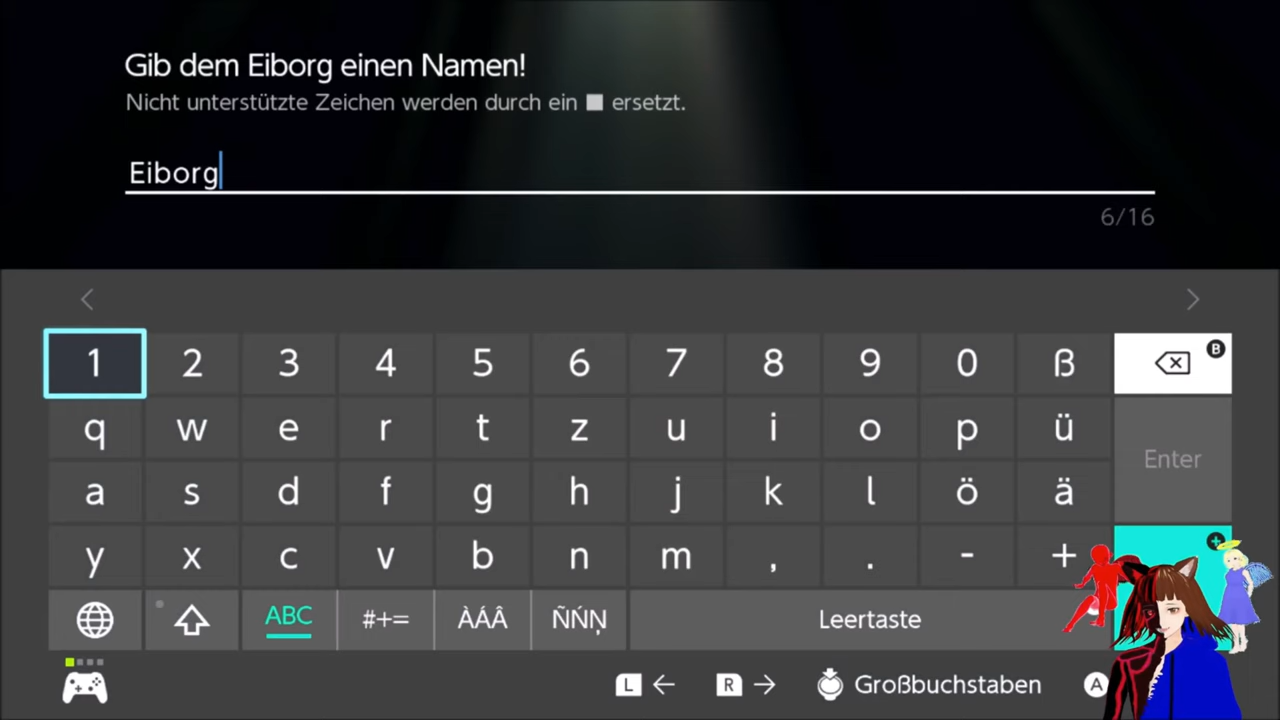 Gib dem Eiborg einen Namen!
Nicht unterstützte Zeichen werden durch ein ■ ersetzt.
Eiborg
6/16
1 2 3 4 5 6 7 8 9 0 ß B
q w e r t z u i o p ü
Enter
a s d f g h j k l ö ä
y x c v b n m , . - +
ABC #+= ÀÁÂ ÑŃŅ Leertaste
L ← R → Großbuchstaben A